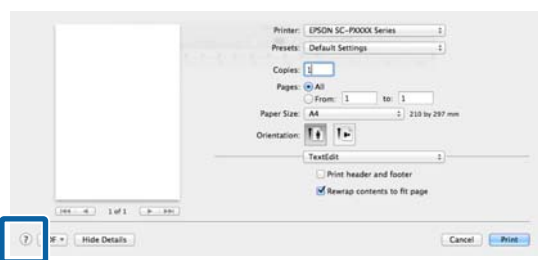 Printer: EPSON SC-PXXXX Series
Presets: Default Settings
Copies: 1
Pages: All
From: 1 to: 1
Paper Size: A4 210 by 297 mm
Orientation:
TextEdit
Print header and footer
Rewrap contents to fit page
1 of 1
? DF Hide Details Cancel Print